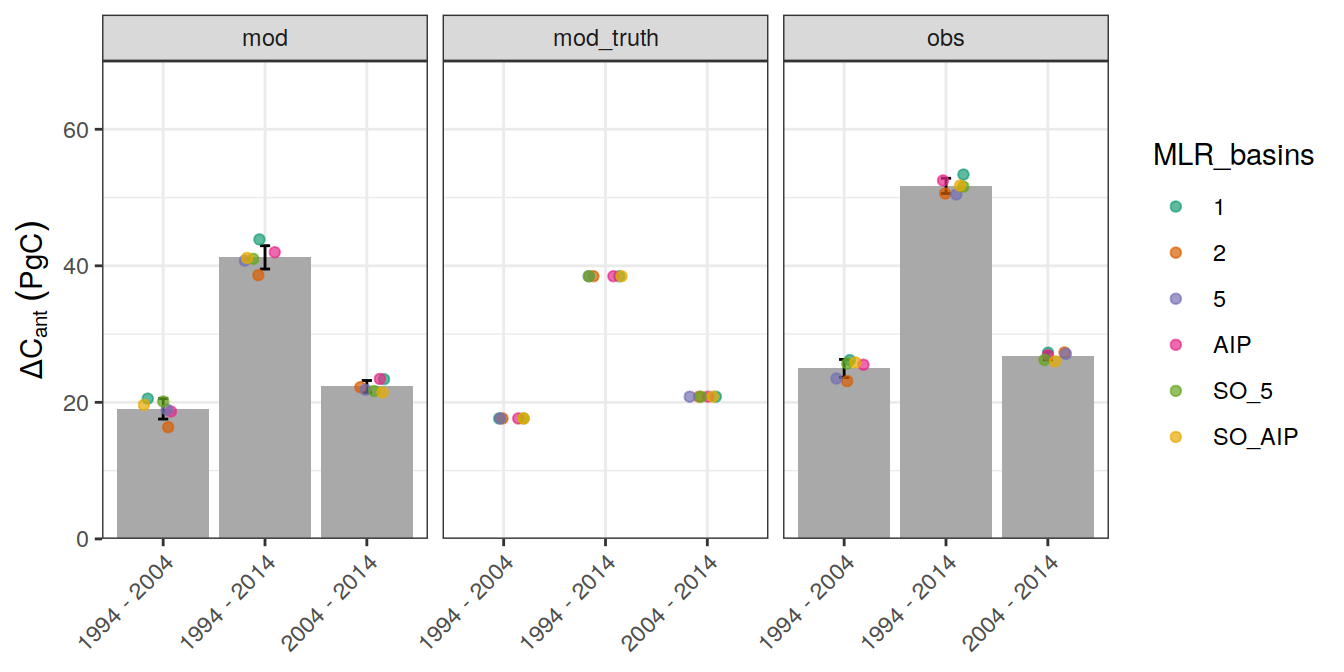 mod
mod_truth
obs
ΔCant (PgC)
60
40
20
0
1994 - 2004
1994 - 2014
2004 - 2014
1994 - 2004
1994 - 2014
2004 - 2014
1994 - 2004
1994 - 2014
2004 - 2014
MLR_basins
1
2
5
AIP
SO_5
SO_AIP